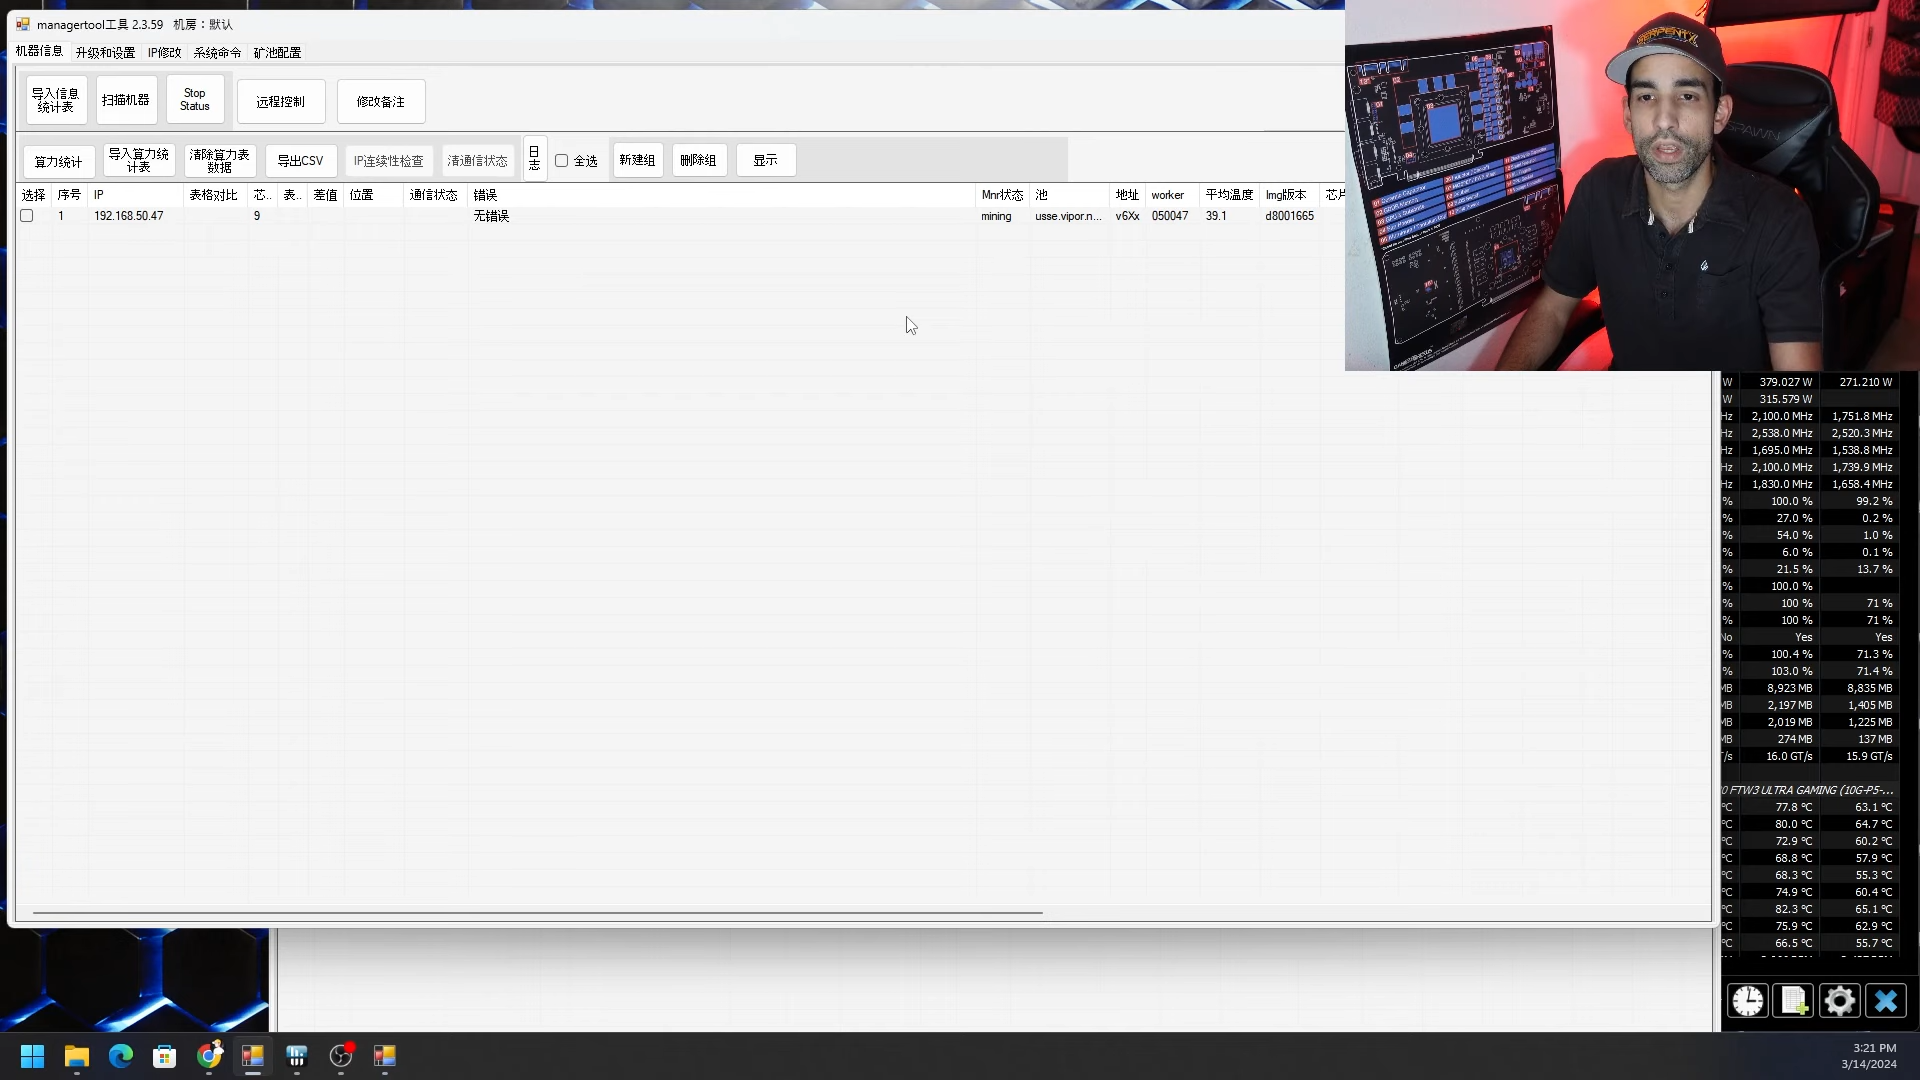 managertool工具 2.3.59 机房：默认
机器信息 升级和设置 IP修改 系统命令 矿池配置
导入信息统计表 扫描机器 Stop Status 远程控制 修改备注
算力统计 导入算力统计表 清除算力表数据 导出CSV IP连续性检查 清通信状态 日志 全选 新建组 删除组 显示
选择 序号 IP 表格对比 芯.. 表.. 差值 位置 通信状态 错误 Mnr状态 池 地址 worker 平均温度 Img版本 芯片
1 192.168.50.47 9 无错误 mining usse.vipor.n... v6Xx 050047 39.1 d8001665
SERPENT
W 379.027 W 271.210 W
W 315.579 W
Hz 2,100.0 MHz 1,751.8 MHz
Hz 2,538.0 MHz 2,520.3 MHz
Hz 1,695.0 MHz 1,538.8 MHz
Hz 2,100.0 MHz 1,739.9 MHz
Hz 1,830.0 MHz 1,658.4 MHz
% 100.0 % 99.2 %
% 27.0 % 0.2 %
% 54.0 % 1.0 %
% 6.0 % 0.1 %
% 21.5 % 13.7 %
% 100.0 %
% 100 % 71 %
% 100 % 71 %
No Yes Yes
% 100.4 % 71.3 %
% 103.0 % 71.4 %
MB 8,923 MB 8,835 MB
MB 2,197 MB 1,405 MB
MB 2,019 MB 1,225 MB
MB 274 MB 137 MB
T/s 16.0 GT/s 15.9 GT/s
0 FTW3 ULTRA GAMING (10G-P5-...
°C 77.8 °C 63.1 °C
°C 80.0 °C 64.7 °C
°C 72.9 °C 60.2 °C
°C 68.8 °C 57.9 °C
°C 68.3 °C 55.3 °C
°C 74.9 °C 60.4 °C
°C 82.3 °C 65.1 °C
°C 75.9 °C 62.9 °C
°C 66.5 °C 55.7 °C
3:21 PM
3/14/2024